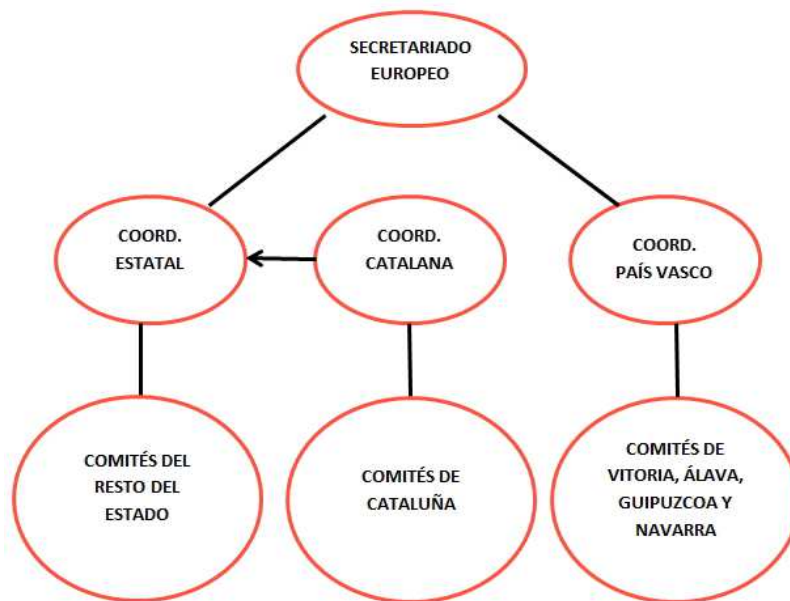 SECRETARIADO
EUROPEO
COORD.
ESTATAL
COORD.
CATALANA
COORD.
PAÍS VASCO
COMITÉS DEL
RESTO DEL
ESTADO
COMITÉS DE
CATALUÑA
COMITÉS DE
VITORIA, ÁLAVA,
GUIPUZCOA Y
NAVARRA